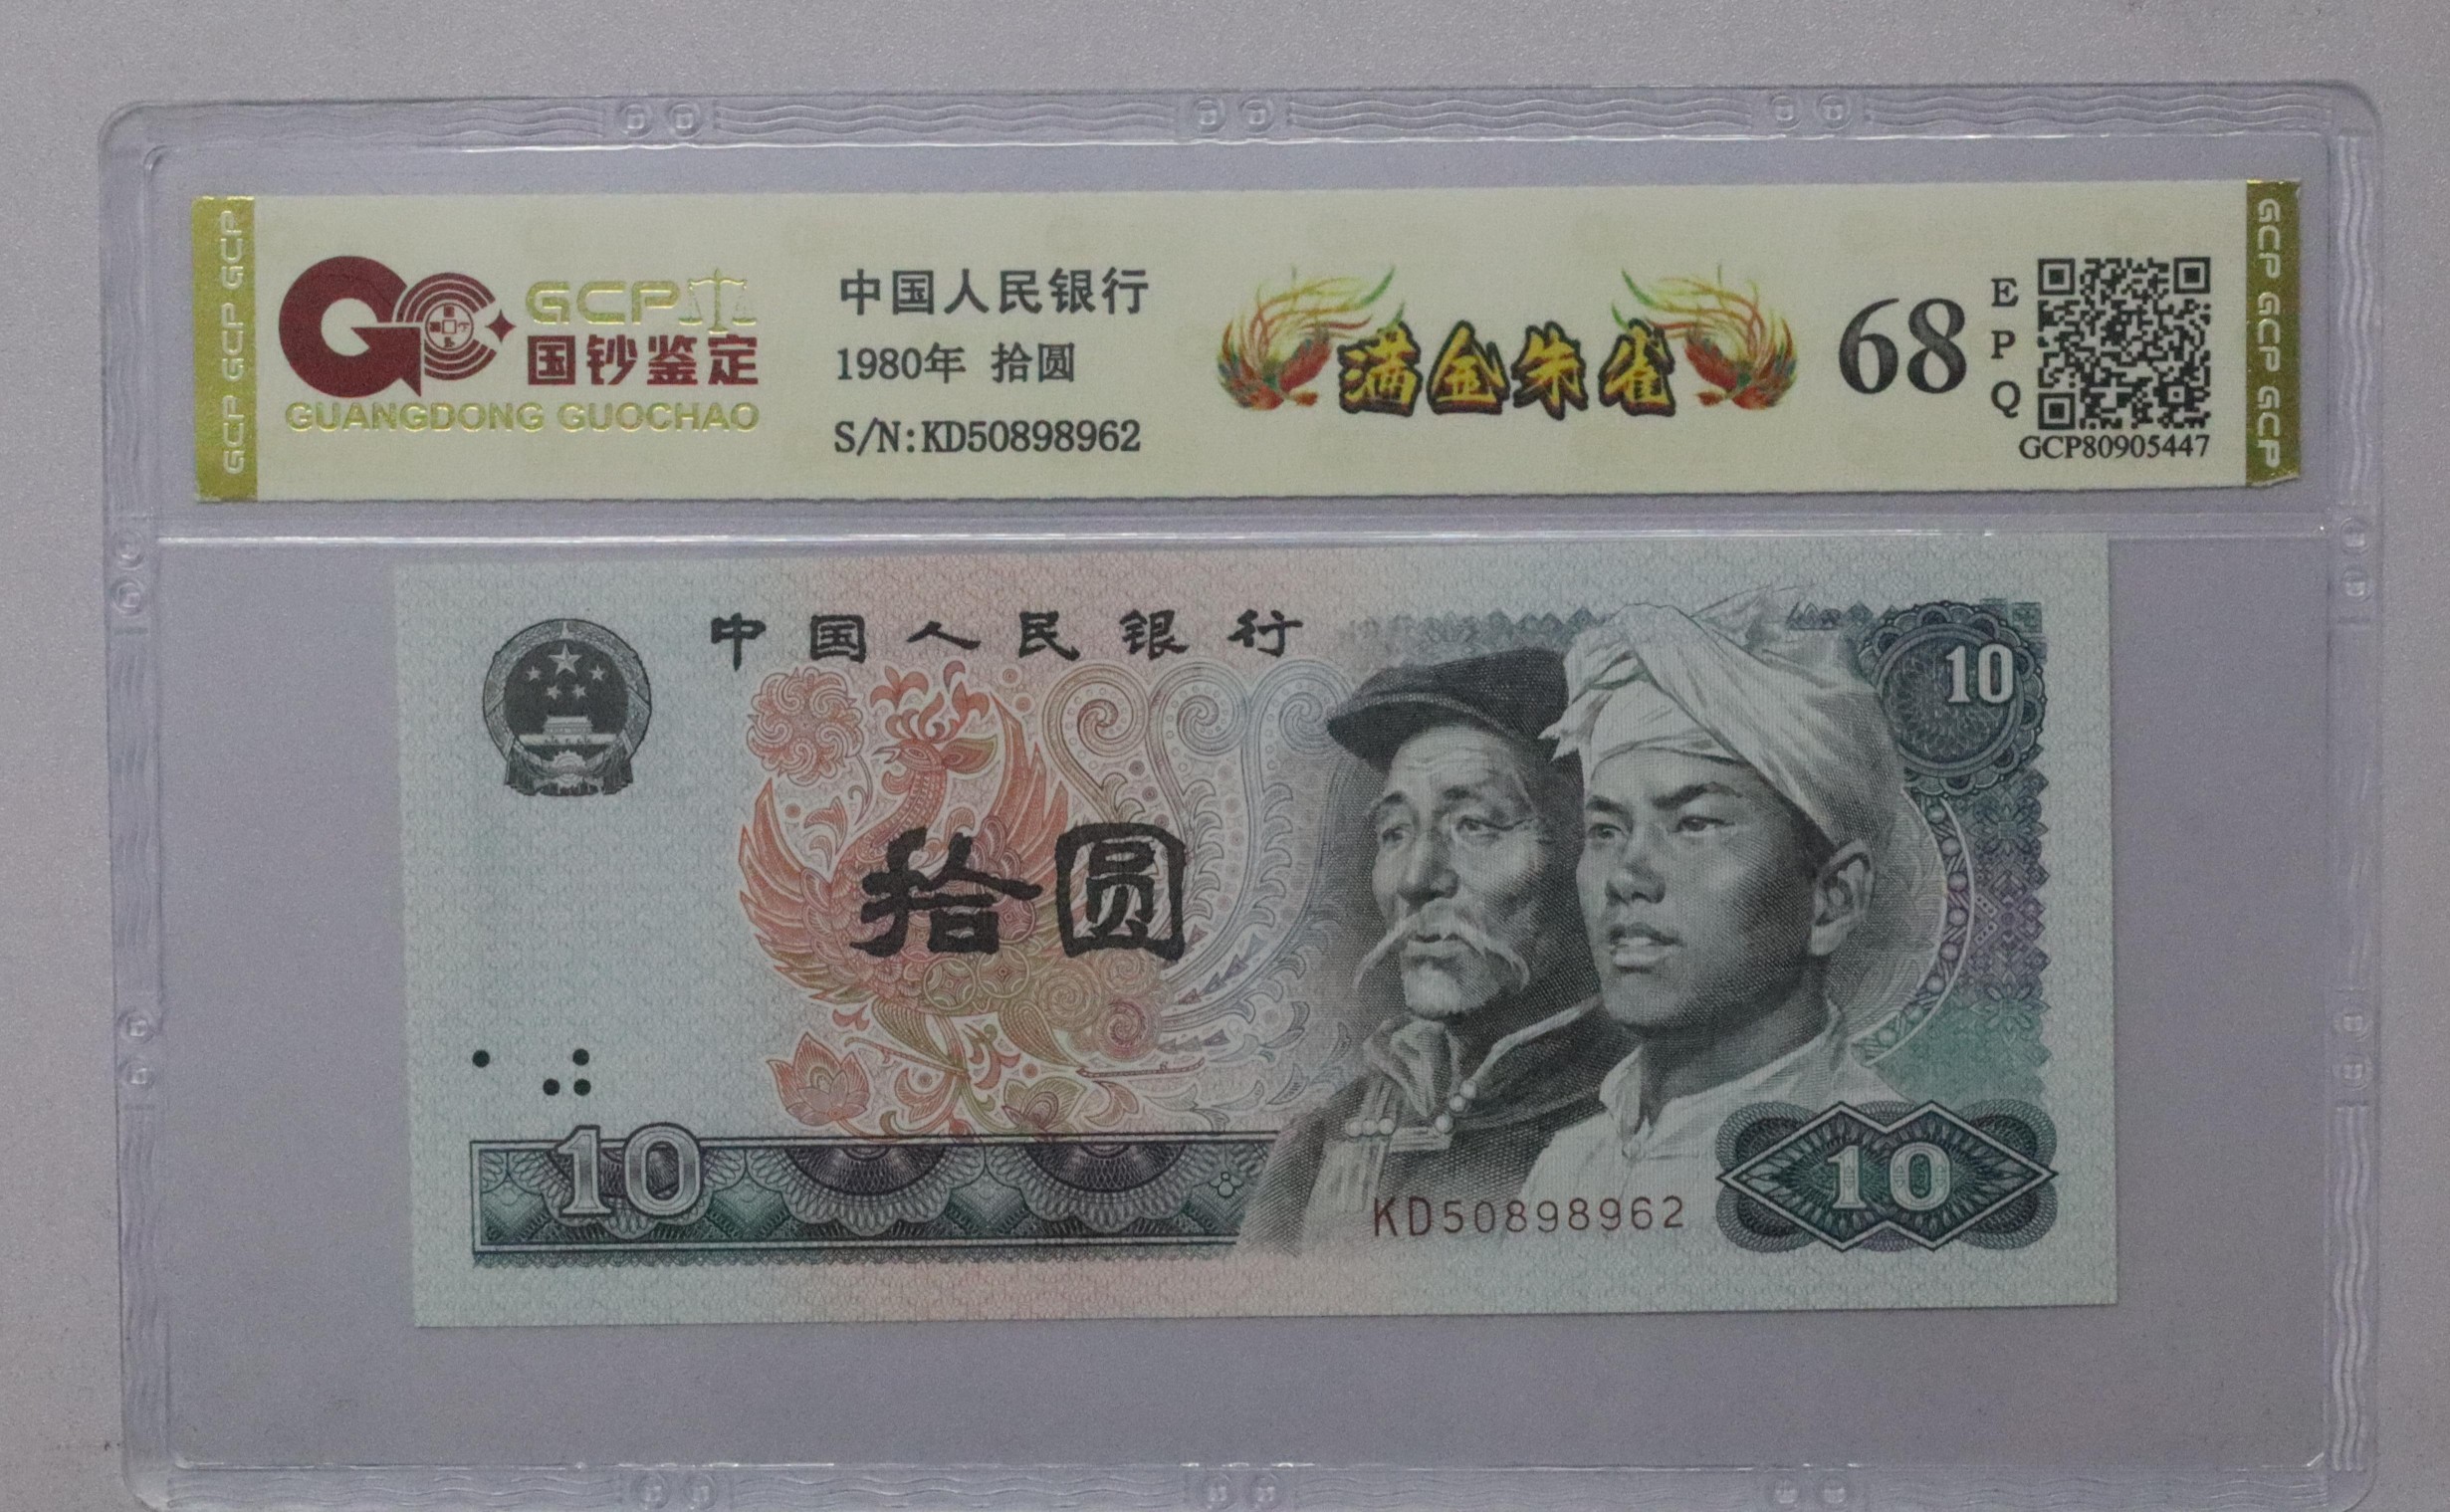 GCP GCP GCP
GCP
国钞鉴定
GUANGDONG GUOCHAO
中国人民银行
1980年 拾圆
S/N:KD50898962
满金朱雀
68
E
P
Q
GCP80905447
GCP GCP GCP
中国人民银行
10
拾圆
10
KD50898962
10